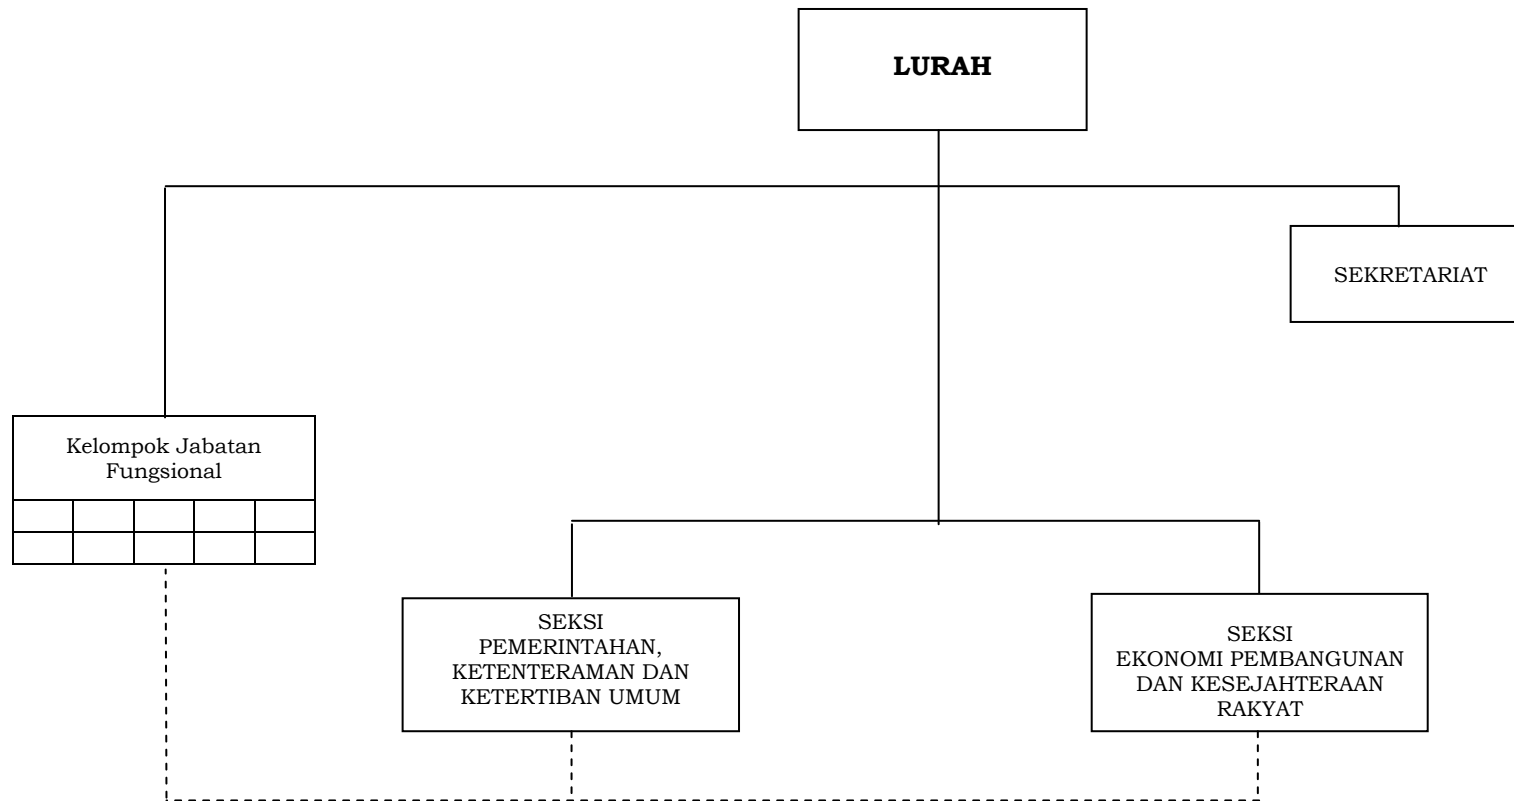 LURAH
SEKRETARIAT
Kelompok Jabatan
Fungsional
SEKSI
PEMERINTAHAN,
KETENTERAMAN DAN
KETERTIBAN UMUM
SEKSI
EKONOMI PEMBANGUNAN
DAN KESEJAHTERAAN
RAKYAT